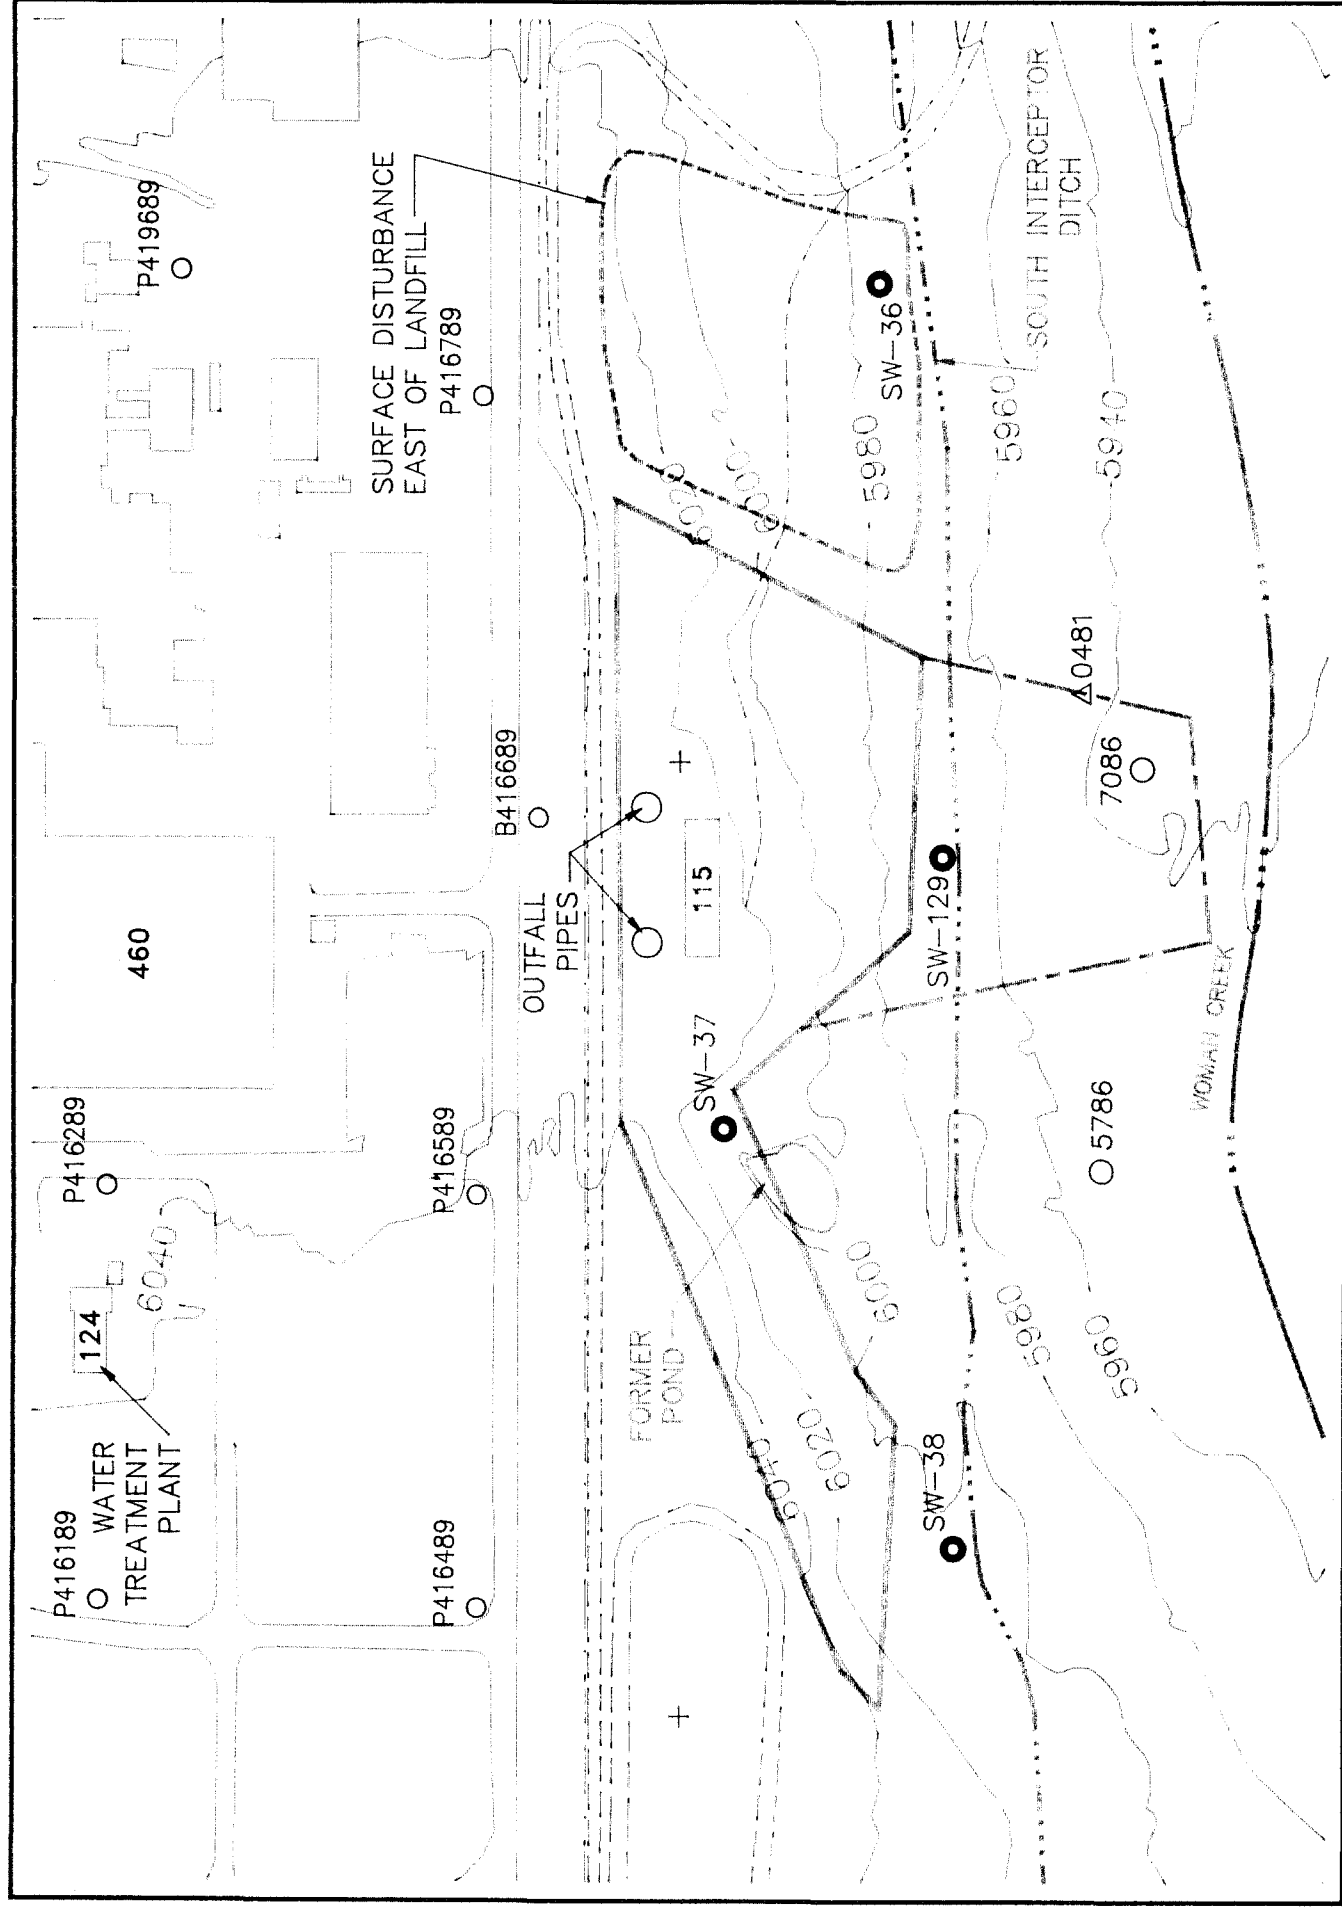 P416189
WATER
TREATMENT
PLANT
124
6040
P416289
460
P419689
P416489
P416589
OUTFALL
PIPES
B416689
SURFACE DISTURBANCE
EAST OF LANDFILL
P416789
FORMER
POND
SW-37
115
6040
6020
6000
6020
6000
5980
SW-36
SW-38
SW-129
SOUTH INTERCEPTOR
DITCH
5980
5960
5960
5940
5786
7086
0481
WOMAN CREEK